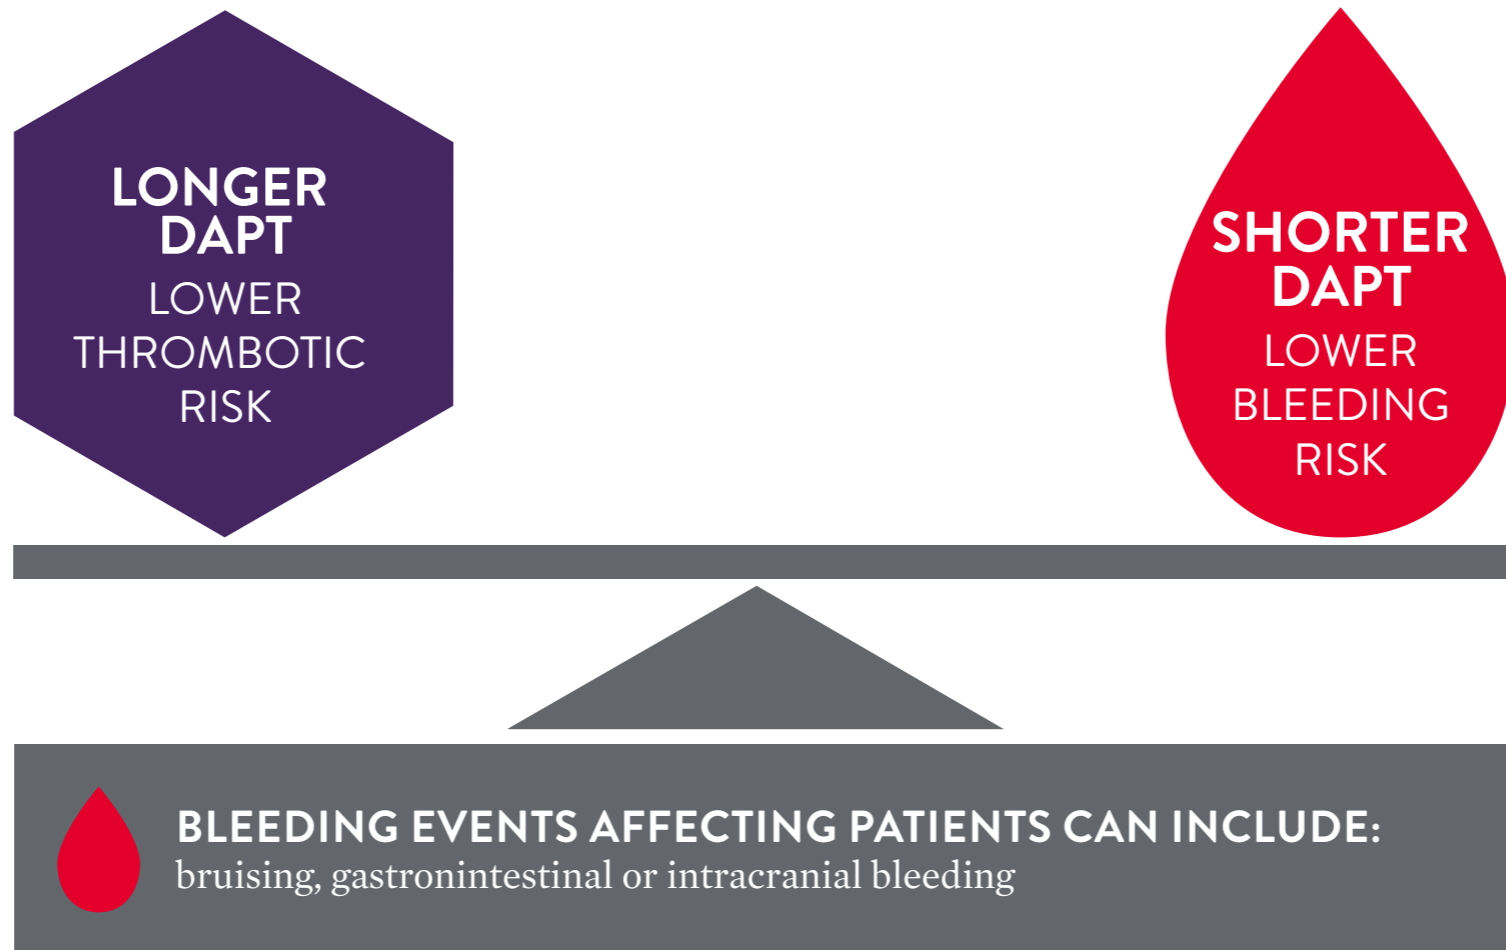 LONGER
DAPT
LOWER
THROMBOTIC
RISK
SHORTER
DAPT
LOWER
BLEEDING
RISK
BLEEDING EVENTS AFFECTING PATIENTS CAN INCLUDE:
bruising, gastronintestinal or intracranial bleeding